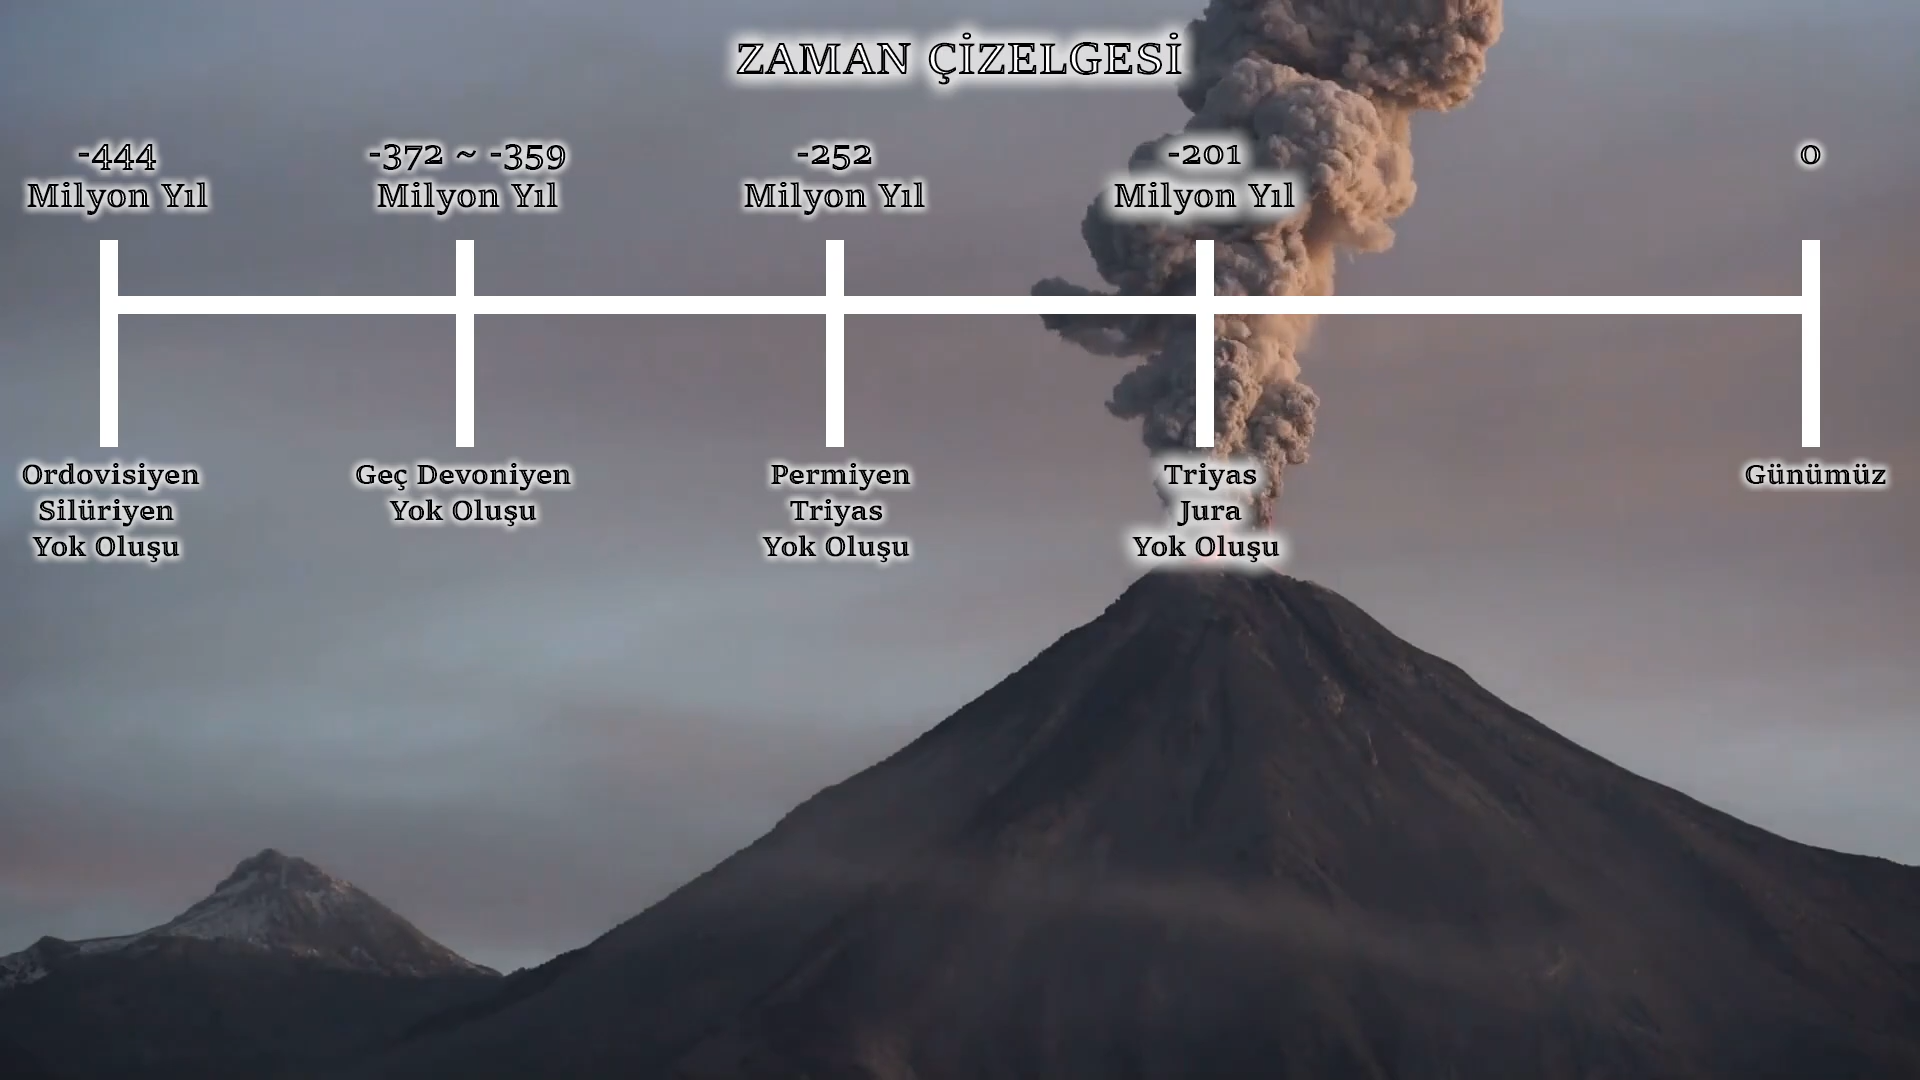 ZAMAN ÇİZELGESİ
-444
Milyon Yıl
-372 ~ -359
Milyon Yıl
-252
Milyon Yıl
-201
Milyon Yıl
0
Ordovisiyen
Silüriyen
Yok Oluşu
Geç Devoniyen
Yok Oluşu
Permiyen
Triyas
Yok Oluşu
Triyas
Jura
Yok Oluşu
Günümüz